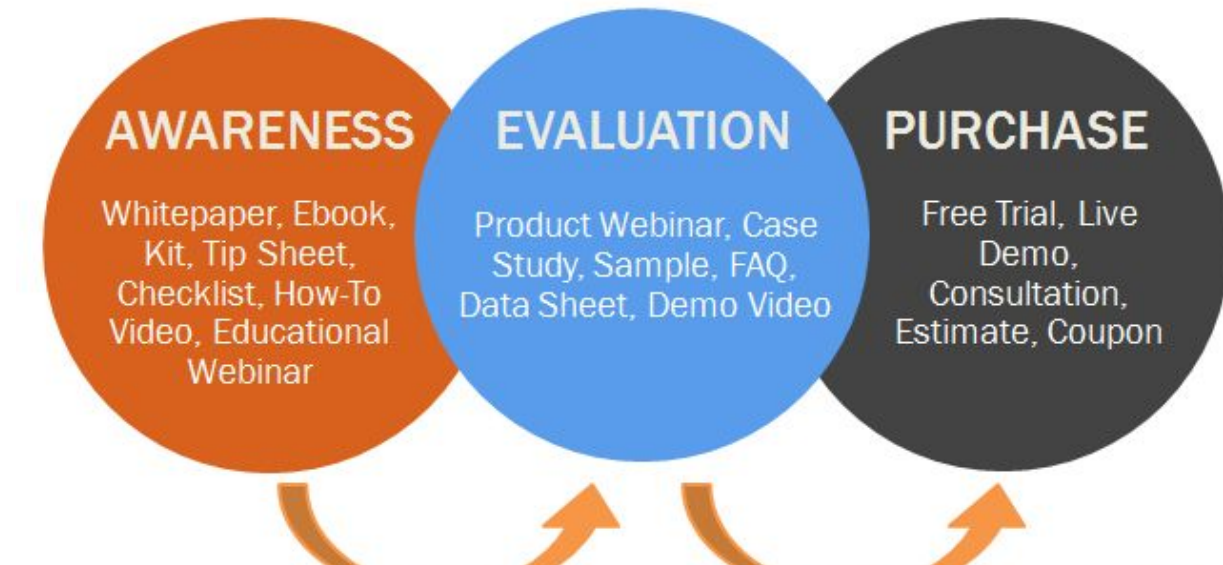 AWARENESS
Whitepaper, Ebook,
Kit, Tip Sheet,
Checklist, How-To
Video, Educational
Webinar
EVALUATION
Product Webinar, Case
Study, Sample, FAQ,
Data Sheet, Demo Video
PURCHASE
Free Trial, Live
Demo,
Consultation,
Estimate, Coupon